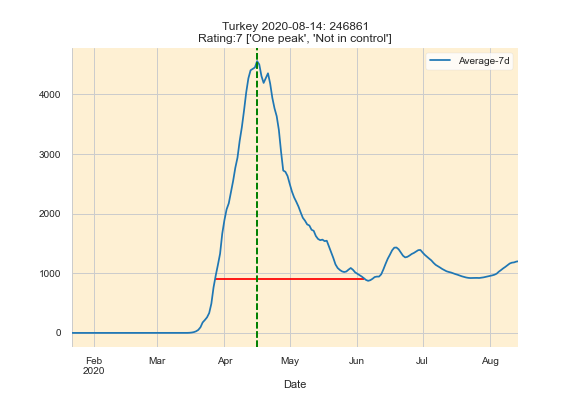 Turkey 2020-08-14: 246861
Rating:7 ['One peak', 'Not in control']
Average-7d
4000
3000
2000
1000
0
Feb Mar Apr May Jun Jul Aug
2020
Date